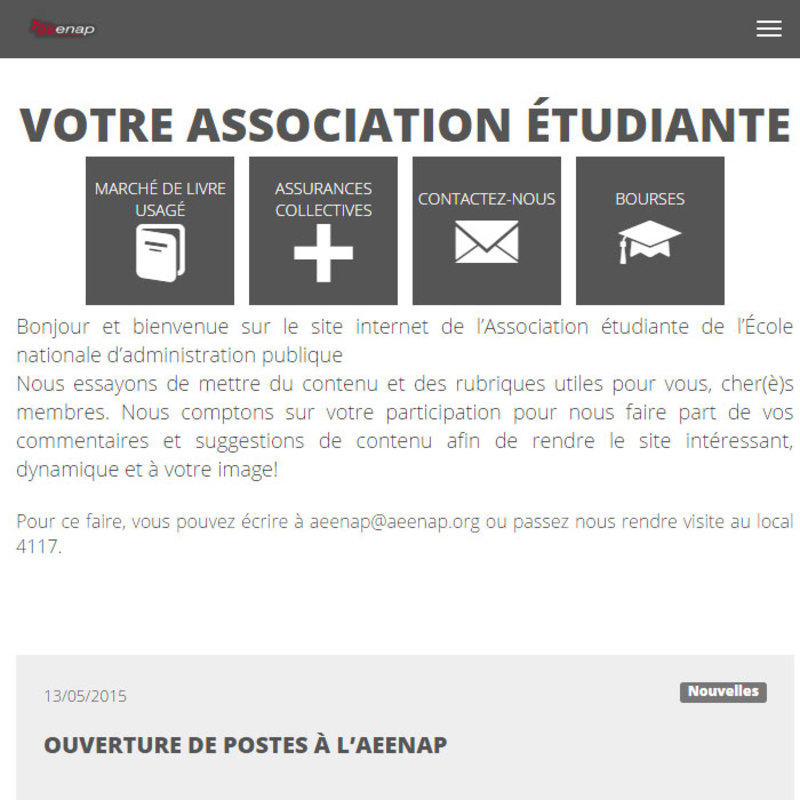 aeenap
VOTRE ASSOCIATION ÉTUDIANTE
MARCHÉ DE LIVRE
USAGÉ
ASSURANCES
COLLECTIVES
CONTACTEZ-NOUS
BOURSES
Bonjour et bienvenue sur le site internet de l’Association étudiante de l’École
nationale d’administration publique
Nous essayons de mettre du contenu et des rubriques utiles pour vous, cher(è)s
membres. Nous comptons sur votre participation pour nous faire part de vos
commentaires et suggestions de contenu afin de rendre le site intéressant,
dynamique et à votre image!
Pour ce faire, vous pouvez écrire à aeenap@aeenap.org ou passez nous rendre visite au local
4117.
13/05/2015
Nouvelles
OUVERTURE DE POSTES À L’AEENAP